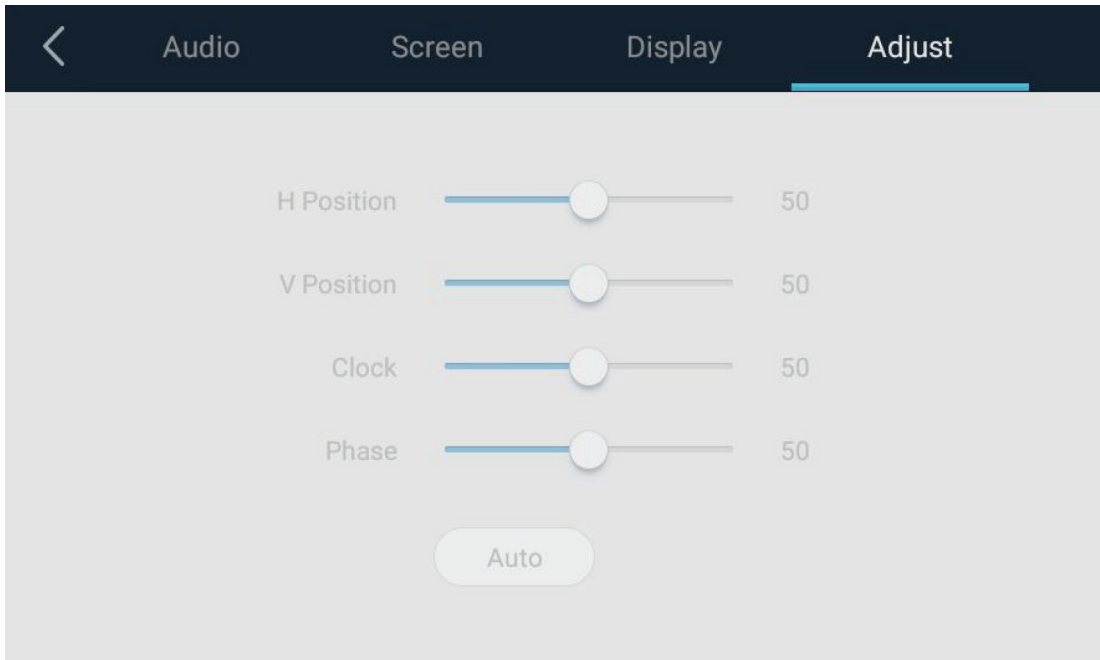 Audio Screen Display Adjust
H Position 50
V Position 50
Clock 50
Phase 50
Auto